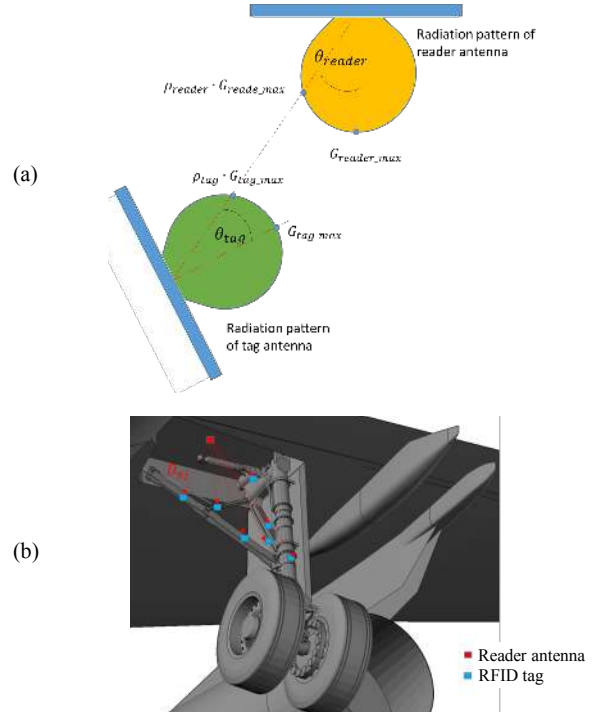 Radiation pattern of
reader antenna
θreader
ρreader · Greade_max
Greader_max
(a)
ρtag · Gtag_max
θtag
Gtag max
Radiation pattern
of tag antenna
(b)
Reader antenna
RFID tag